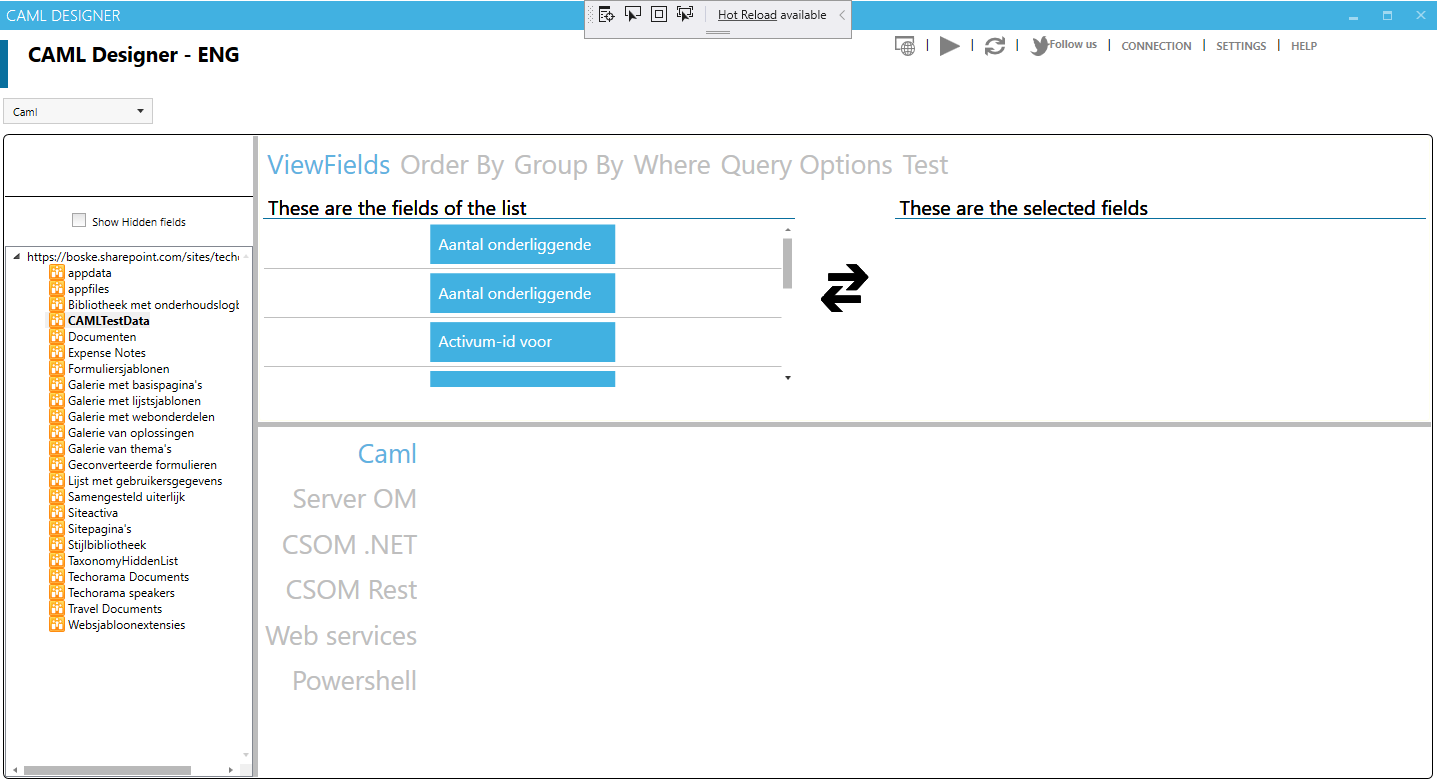 CAML DESIGNER
Hot Reload available
CAML Designer - ENG
Follow us
CONNECTION
SETTINGS
HELP
Caml
ViewFields Order By Group By Where Query Options Test
Show Hidden fields
These are the fields of the list
These are the selected fields
https://boske.sharepoint.com/sites/techo
appdata
appfiles
Bibliotheek met onderhoudslogb
CAMLTestData
Documenten
Expense Notes
Formuliersjablonen
Galerie met basispagina's
Galerie met lijstsjablonen
Galerie met webonderdelen
Galerie van oplossingen
Galerie van thema's
Geconverteerde formulieren
Lijst met gebruikersgegevens
Samengesteld uiterlijk
Siteactiva
Sitepagina's
Stijlbibliotheek
TaxonomyHiddenList
Techorama Documents
Techorama speakers
Travel Documents
Websjabloonextensies
Aantal onderliggende
Aantal onderliggende
Activum-id voor
Caml
Server OM
CSOM .NET
CSOM Rest
Web services
Powershell